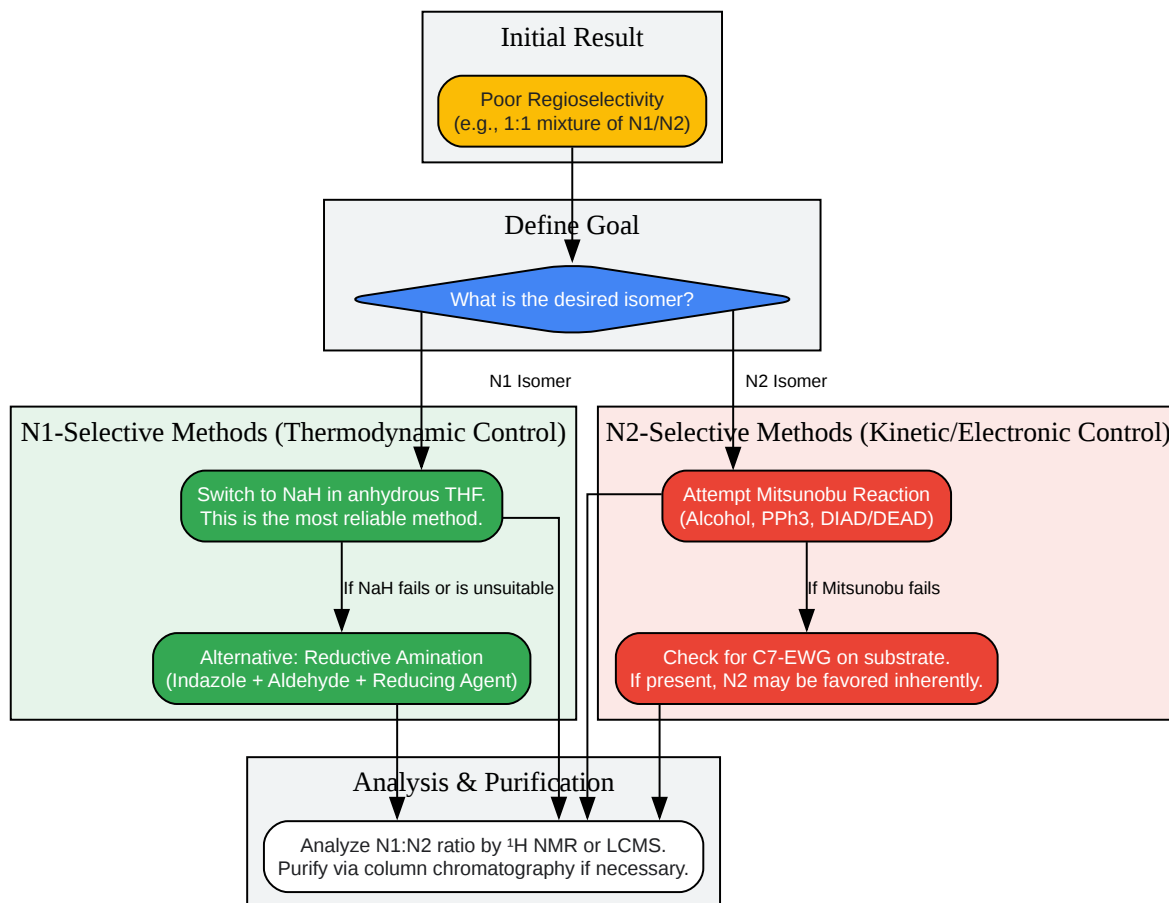 Initial Result
Poor Regioselectivity
(e.g., 1:1 mixture of N1/N2)
Define Goal
What is the desired isomer?
N1 Isomer
N2 Isomer
N1-Selective Methods (Thermodynamic Control)
Switch to NaH in anhydrous THF.
This is the most reliable method.
If NaH fails or is unsuitable
Alternative: Reductive Amination
(Indazole + Aldehyde + Reducing Agent)
N2-Selective Methods (Kinetic/Electronic Control)
Attempt Mitsunobu Reaction
(Alcohol, PPh3, DIAD/DEAD)
If Mitsunobu fails
Check for C7-EWG on substrate.
If present, N2 may be favored inherently.
Analysis & Purification
Analyze N1:N2 ratio by ¹H NMR or LCMS.
Purify via column chromatography if necessary.